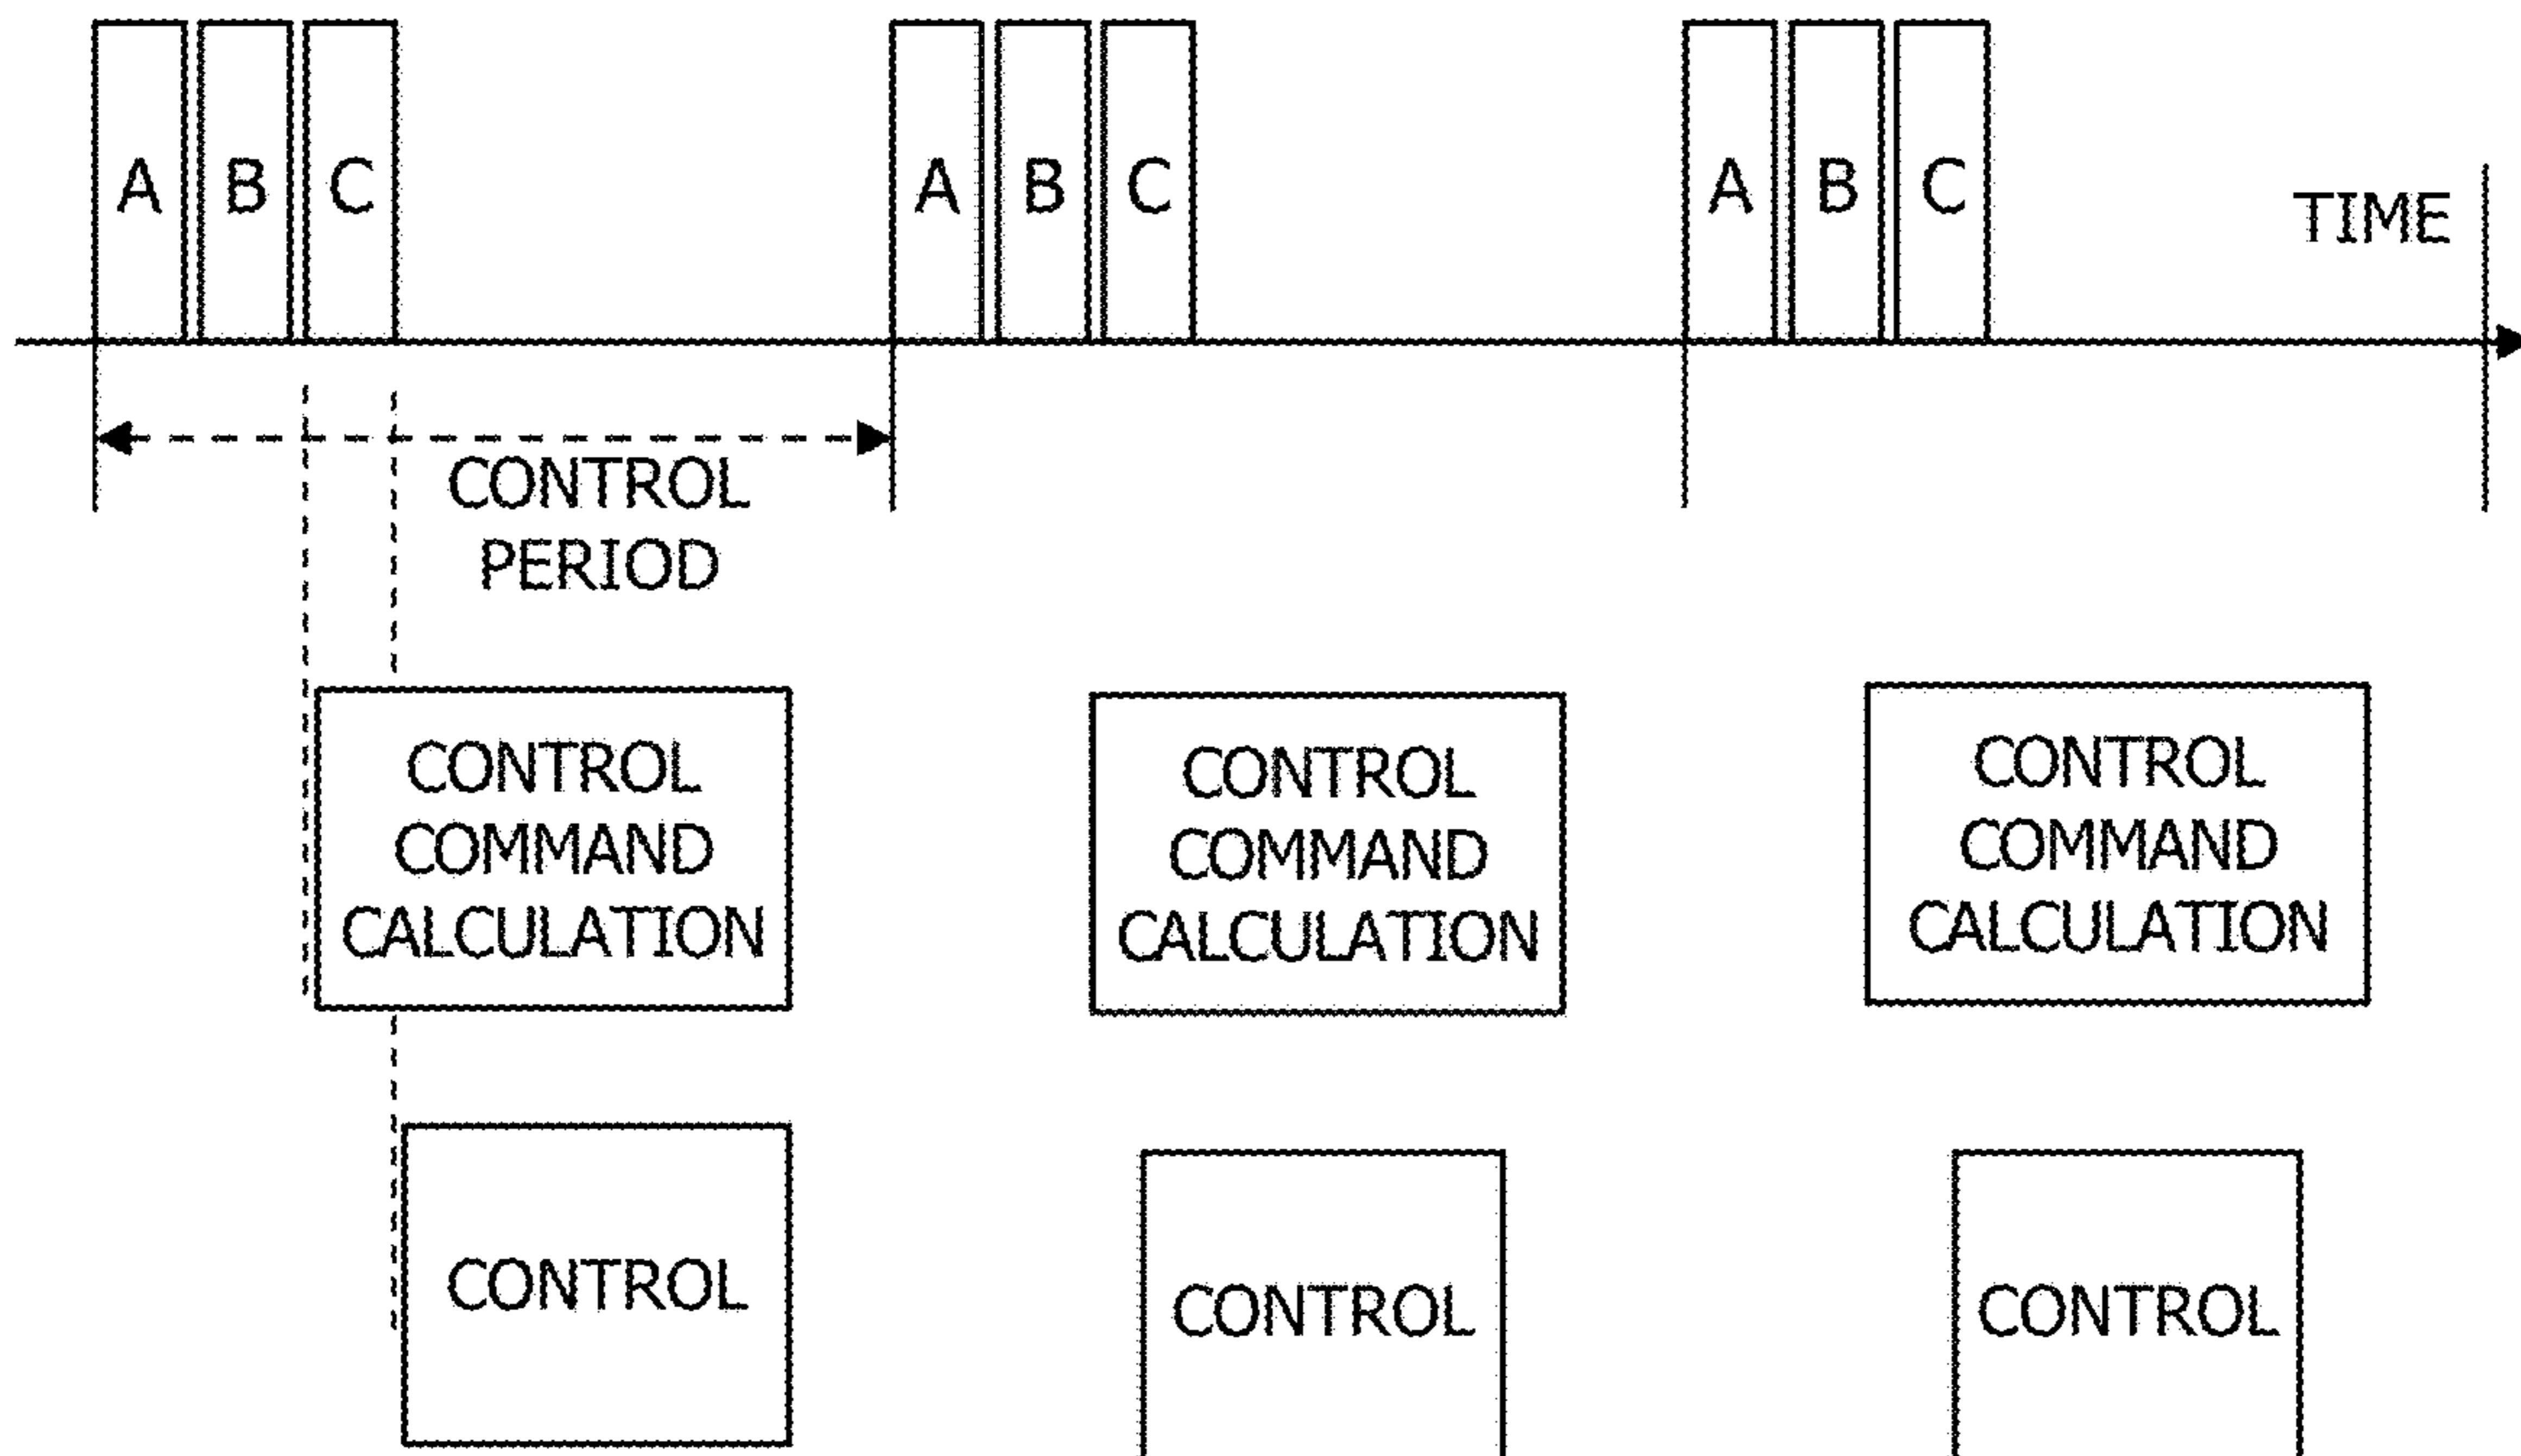 A B C
A B C
A B C
TIME
CONTROL
PERIOD
CONTROL
COMMAND
CALCULATION
CONTROL
COMMAND
CALCULATION
CONTROL
COMMAND
CALCULATION
CONTROL
CONTROL
CONTROL